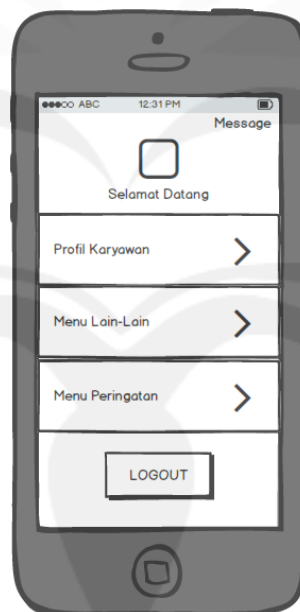 ABC 12:31 PM
Message
Selamat Datang
Profil Karyawan
Menu Lain-Lain
Menu Peringatan
LOGOUT